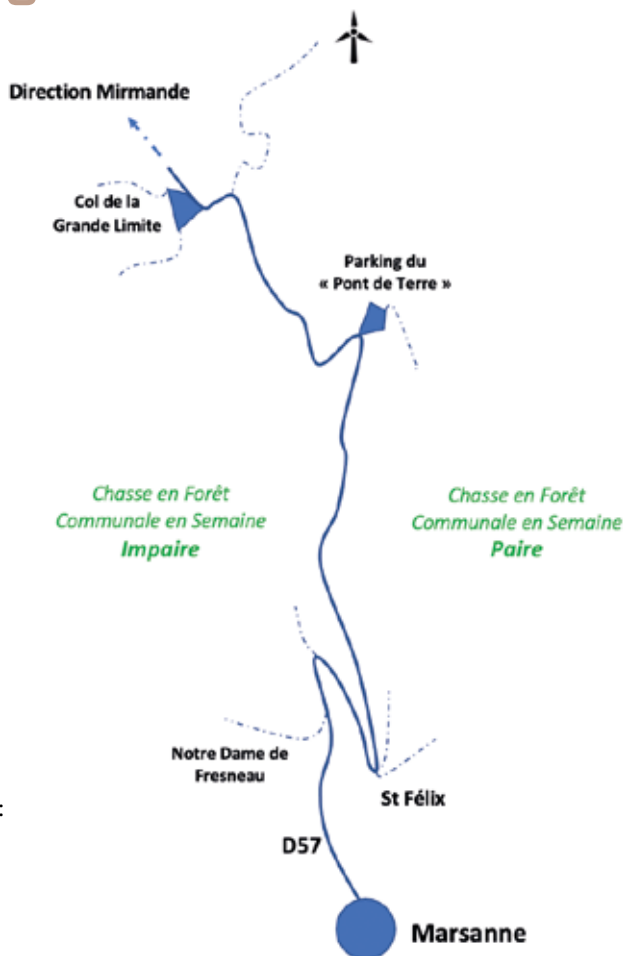 Direction Mirmande
Col de la
Grande Limite
Parking du
« Pont de Terre »
Chasse en Forêt
Communale en Semaine
Impaire
Chasse en Forêt
Communale en Semaine
Paire
Notre Dame de
Fresneau
St Félix
:
D57
Marsanne